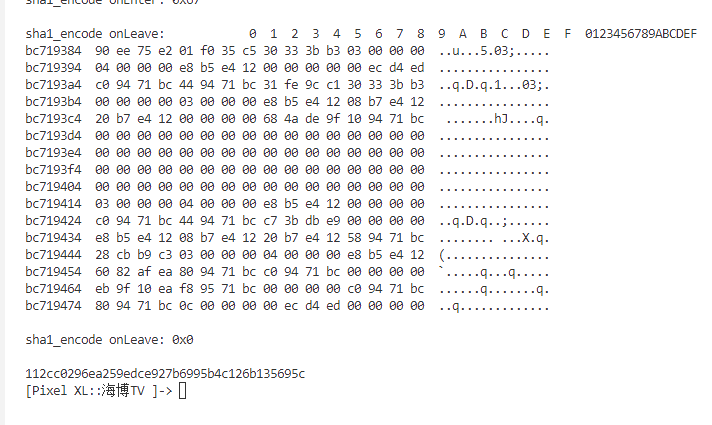 sha1_encode onLeave:            0  1  2  3  4  5  6  7  8  9  A  B  C  D  E  F  0123456789ABCDEF
bc719384  90 ee 75 e2 01 f0 35 c5 30 33 3b b3 03 00 00 00  ..u...5.03;.....
bc719394  04 00 00 00 e8 b5 e4 12 00 00 00 00 00 ec d4 ed  ................
bc7193a4  c0 94 71 bc 44 94 71 bc 31 fe 9c c1 30 33 3b b3  ..q.D.q.1...03;.
bc7193b4  00 00 00 00 03 00 00 00 e8 b5 e4 12 08 b7 e4 12  ................
bc7193c4  20 b7 e4 12 00 00 00 00 68 4a de 9f 10 94 71 bc   .......hJ....q.
bc7193d4  00 00 00 00 00 00 00 00 00 00 00 00 00 00 00 00  ................
bc7193e4  00 00 00 00 00 00 00 00 00 00 00 00 00 00 00 00  ................
bc7193f4  00 00 00 00 00 00 00 00 00 00 00 00 00 00 00 00  ................
bc719404  00 00 00 00 00 00 00 00 00 00 00 00 00 00 00 00  ................
bc719414  03 00 00 00 04 00 00 00 e8 b5 e4 12 00 00 00 00  ................
bc719424  c0 94 71 bc 44 94 71 bc c7 3b db e9 00 00 00 00  ..q.D.q..;......
bc719434  e8 b5 e4 12 08 b7 e4 12 20 b7 e4 12 58 94 71 bc  ........ ...X.q.
bc719444  28 cb b9 c3 03 00 00 00 04 00 00 00 e8 b5 e4 12  (...............
bc719454  60 82 af ea 80 94 71 bc c0 94 71 bc 00 00 00 00  `.....q...q.....
bc719464  eb 9f 10 ea f8 95 71 bc 00 00 00 00 c0 94 71 bc  ......q.......q.
bc719474  80 94 71 bc 0c 00 00 00 00 ec d4 ed 00 00 00 00  ..q.............
sha1_encode onLeave: 0x0
112cc0296ea259edce927b6995b4c126b135695c
[Pixel XL::海博TV ]->